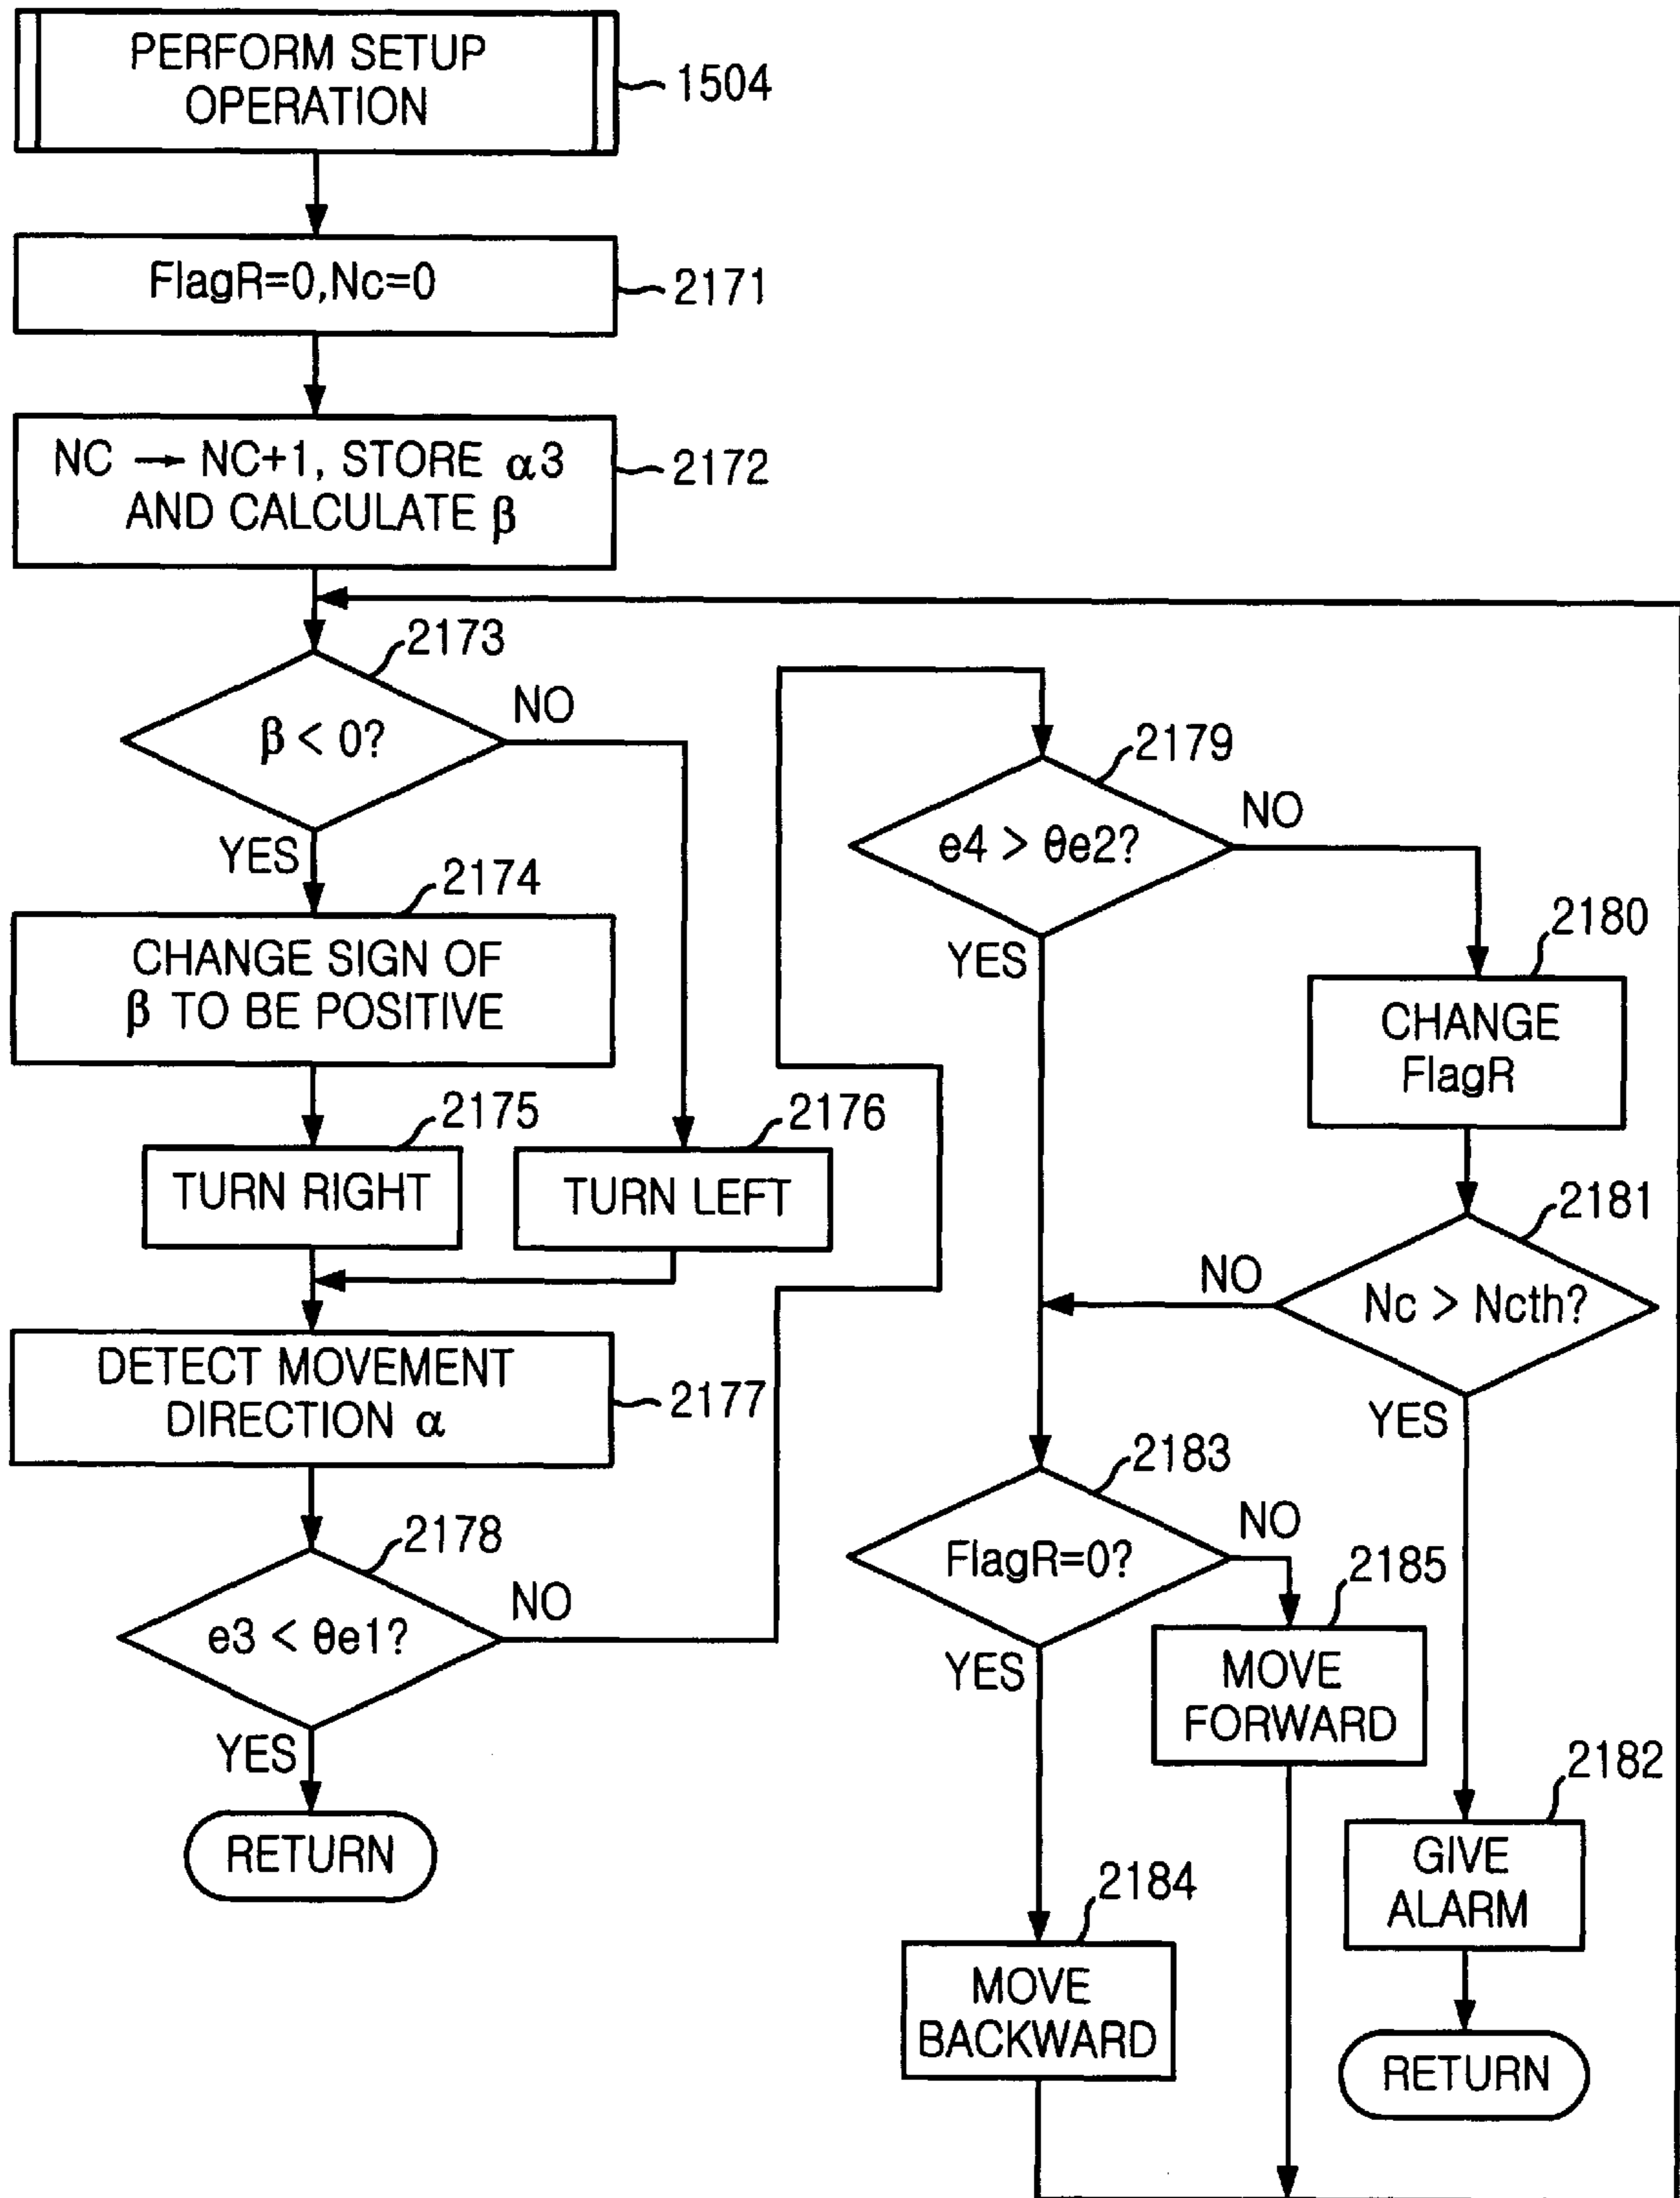 PERFORM SETUP
OPERATION
1504
FlagR=0,Nc=0
2171
NC → NC+1, STORE α3
AND CALCULATE β
2172
2173
β < 0?
NO
YES
2174
CHANGE SIGN OF
β TO BE POSITIVE
2175
TURN RIGHT
2176
TURN LEFT
DETECT MOVEMENT
DIRECTION α
2177
2178
e3 < θe1?
NO
YES
RETURN
2179
e4 > θe2?
NO
YES
2180
CHANGE
FlagR
2181
Nc > Ncth?
NO
YES
2183
FlagR=0?
NO
YES
2185
MOVE
FORWARD
2182
GIVE
ALARM
2184
MOVE
BACKWARD
RETURN